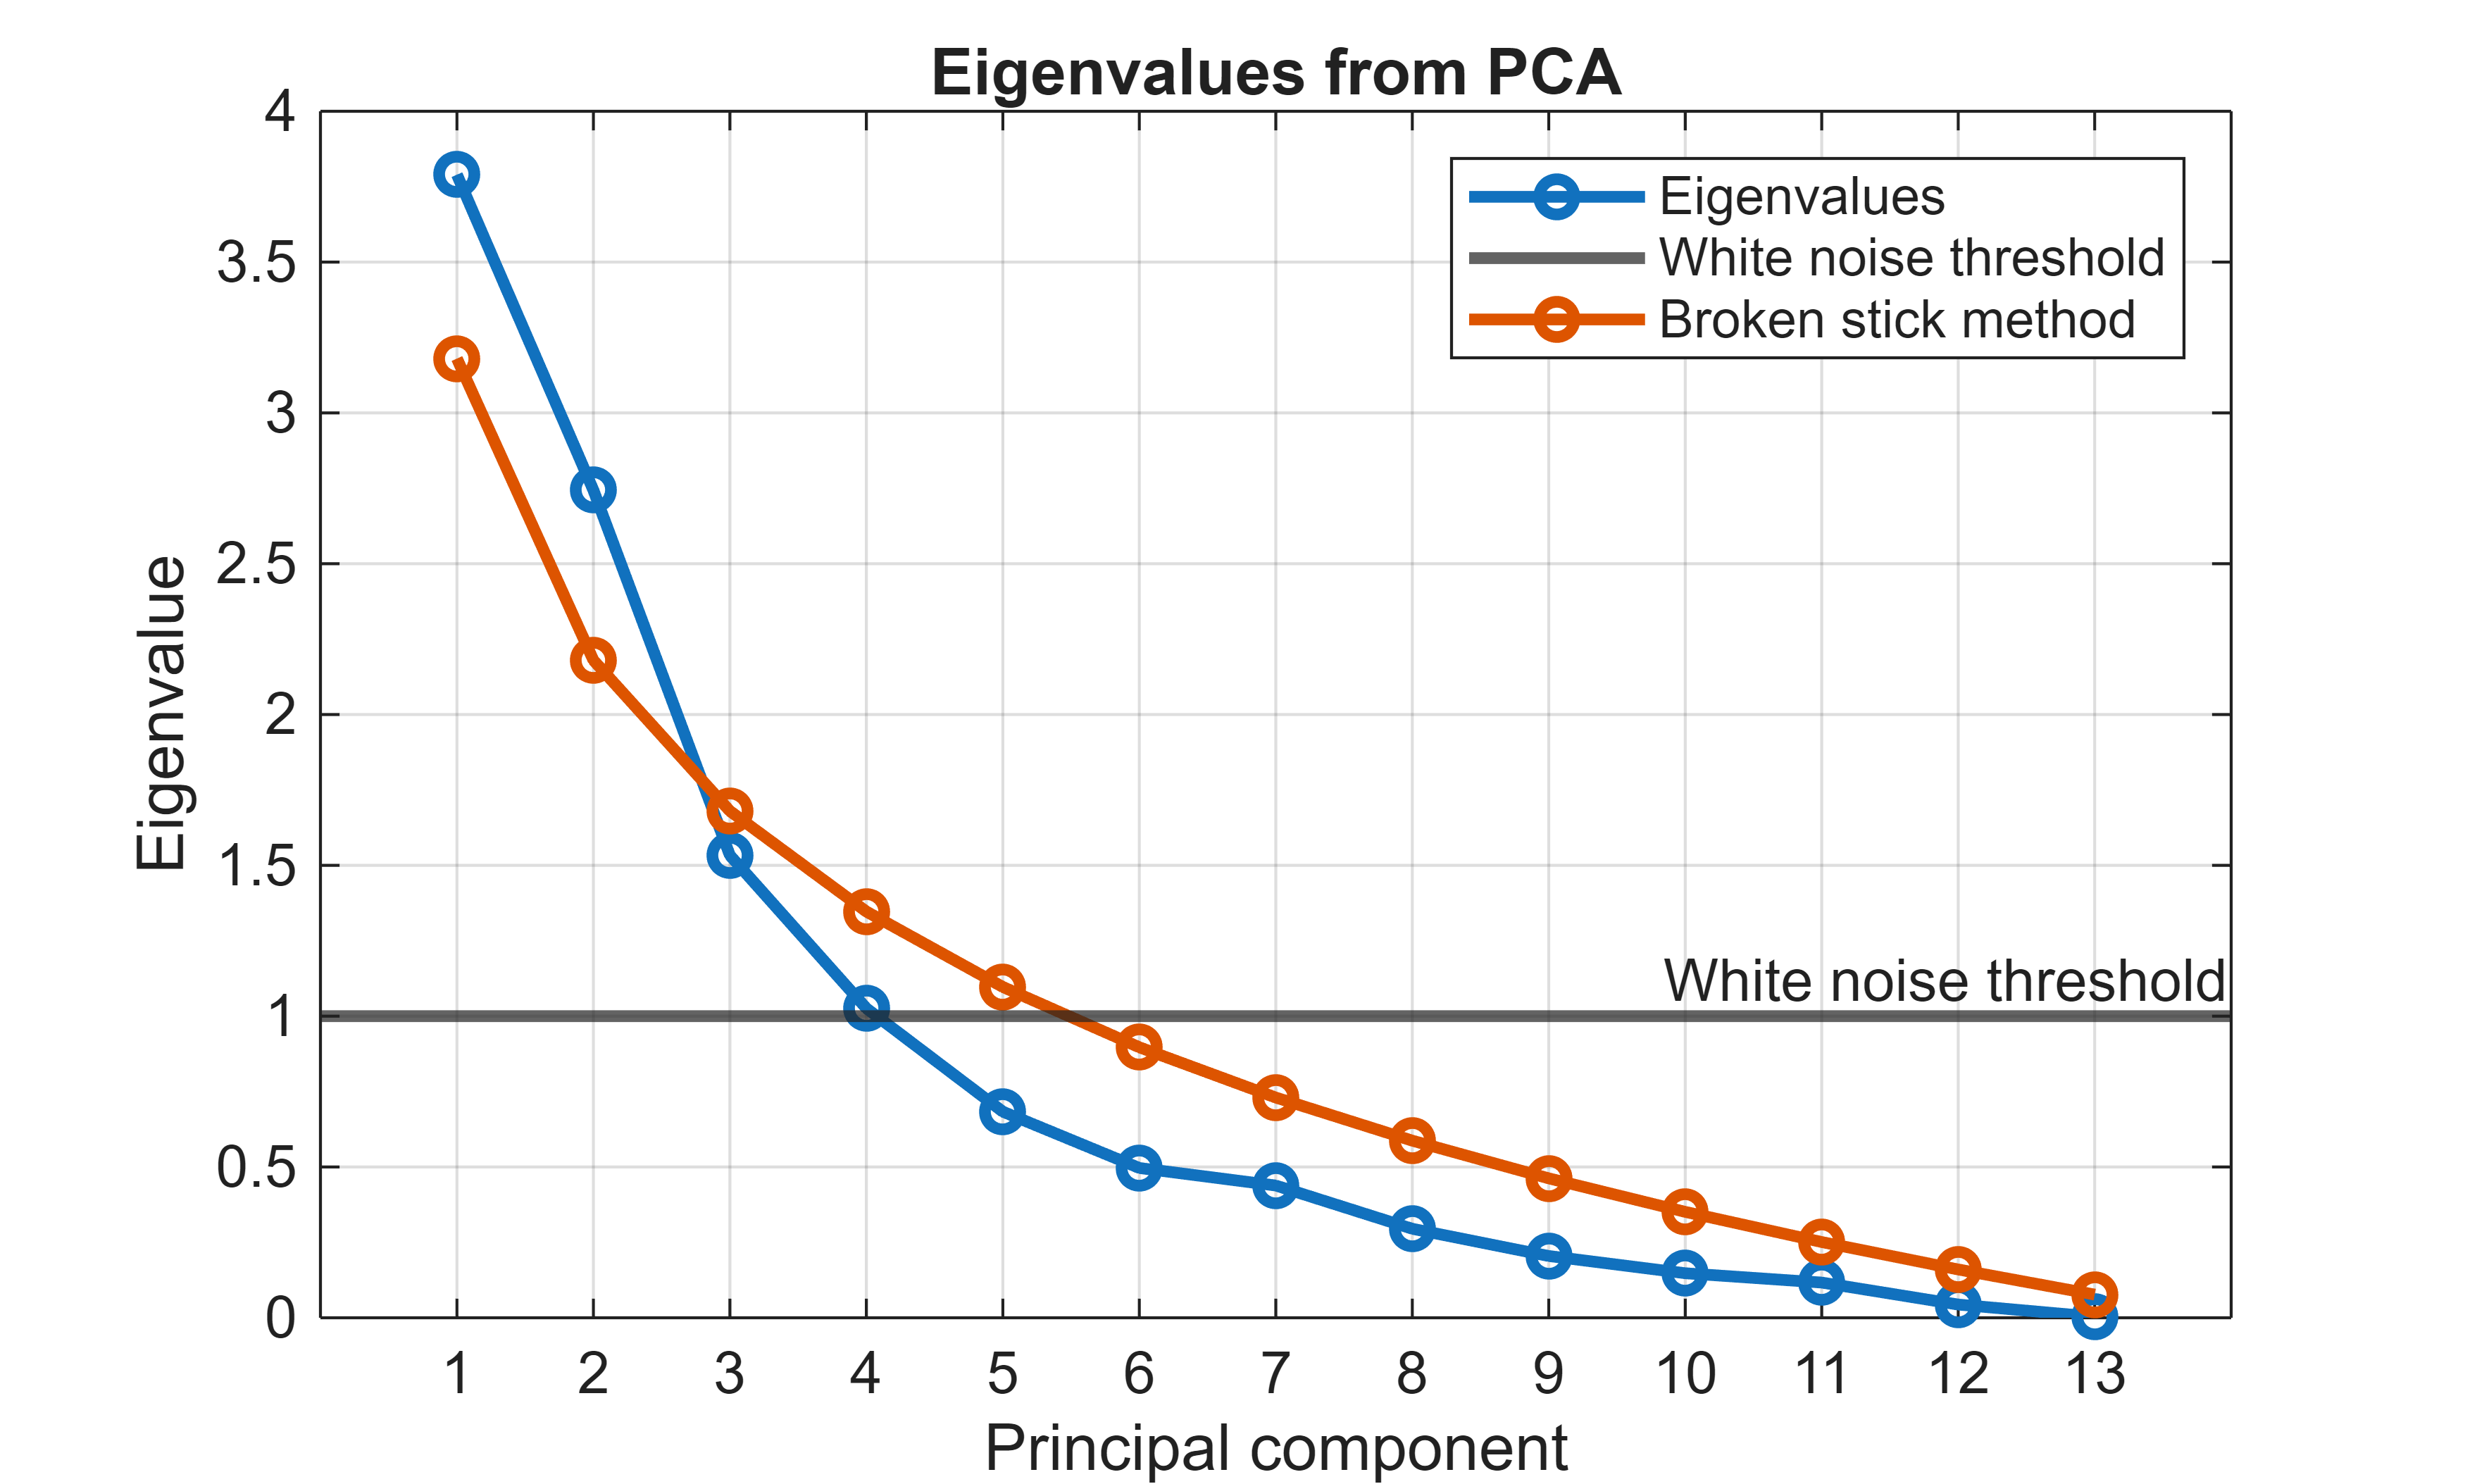 Eigenvalues from PCA
4
3.5
3
2.5
2
1.5
1
0.5
0
Eigenvalue
Eigenvalues
White noise threshold
Broken stick method
White noise threshold
1 2 3 4 5 6 7 8 9 10 11 12 13
Principal component